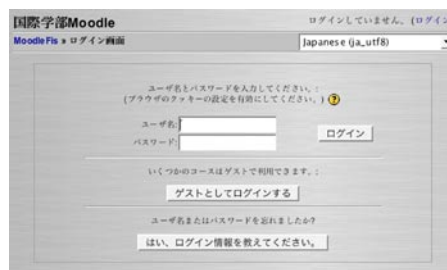 国際学部Moodle
ログインしていません。(ログイン
MoodleFis » ログイン画面
Japanese (ja_utf8)
ユーザ名とパスワードを入力してください。:
(ブラウザのクッキーの設定を有効にしてください。) ?
ユーザ名:
パスワード:
ログイン
いくつかのコースはゲストで利用できます。:
ゲストとしてログインする
ユーザ名またはパスワードを忘れましたか?
はい、ログイン情報を教えてください。